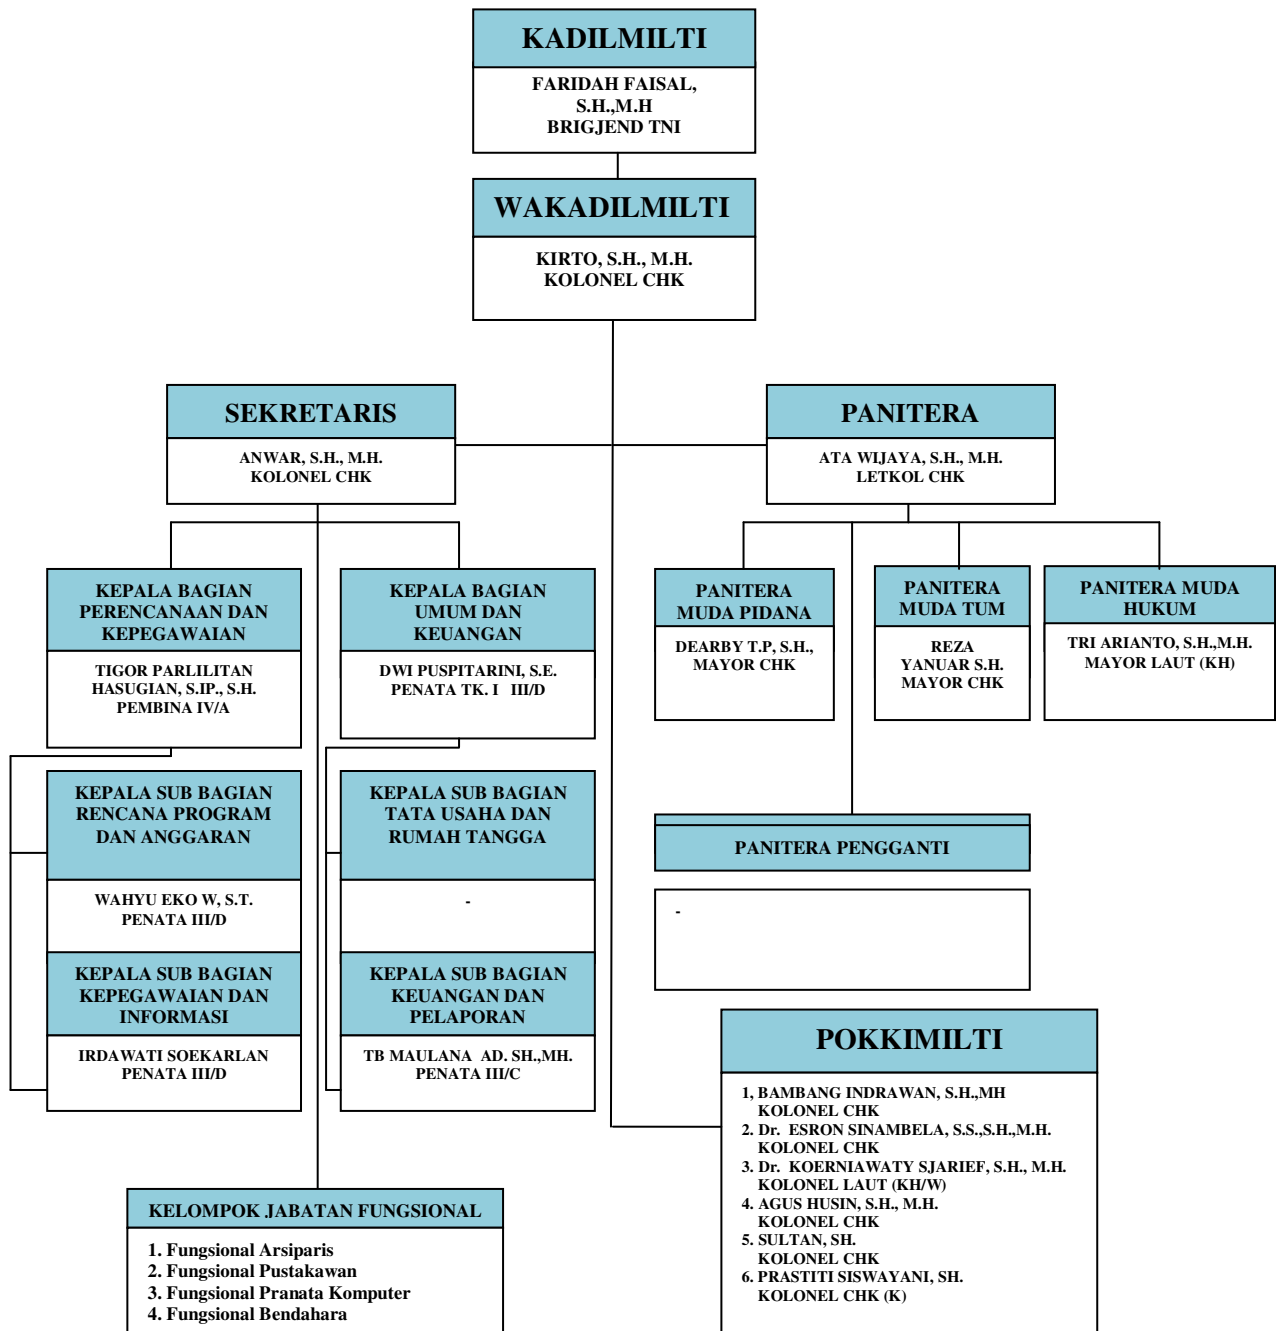 KADILMILTI
FARIDAH FAISAL,
S.H.,M.H
BRIGJEND TNI
WAKADILMILTI
KIRTO, S.H., M.H.
KOLONEL CHK
SEKRETARIS
ANWAR, S.H., M.H.
KOLONEL CHK
PANITERA
ATA WIJAYA, S.H., M.H.
LETKOL CHK
KEPALA BAGIAN
PERENCANAAN DAN
KEPEGAWAIAN
TIGOR PARLILITAN
HASUGIAN, S.IP., S.H.
PEMBINA IV/A
KEPALA BAGIAN
UMUM DAN
KEUANGAN
DWI PUSPITARINI, S.E.
PENATA TK. I   III/D
PANITERA
MUDA PIDANA
DEARBY T.P, S.H.,
MAYOR CHK
PANITERA
MUDA TUM
REZA
YANUAR S.H.
MAYOR CHK
PANITERA MUDA
HUKUM
TRI ARIANTO, S.H.,M.H.
MAYOR LAUT (KH)
KEPALA SUB BAGIAN
RENCANA PROGRAM
DAN ANGGARAN
WAHYU EKO W, S.T.
PENATA III/D
KEPALA SUB BAGIAN
TATA USAHA DAN
RUMAH TANGGA
-
PANITERA PENGGANTI
-
KEPALA SUB BAGIAN
KEPEGAWAIAN DAN
INFORMASI
IRDAWATI SOEKARLAN
PENATA III/D
KEPALA SUB BAGIAN
KEUANGAN DAN
PELAPORAN
TB MAULANA  AD. SH.,MH.
PENATA III/C
POKKIMILTI
1, BAMBANG INDRAWAN, S.H.,MH
KOLONEL CHK
2. Dr.  ESRON SINAMBELA, S.S.,S.H.,M.H.
KOLONEL CHK
3. Dr.  KOERNIAWATY SJARIEF, S.H., M.H.
KOLONEL LAUT (KH/W)
4. AGUS HUSIN, S.H., M.H.
KOLONEL CHK
5. SULTAN, SH.
KOLONEL CHK
6. PRASTITI SISWAYANI, SH.
KOLONEL CHK (K)
KELOMPOK JABATAN FUNGSIONAL
1. Fungsional Arsiparis
2. Fungsional Pustakawan
3. Fungsional Pranata Komputer
4. Fungsional Bendahara